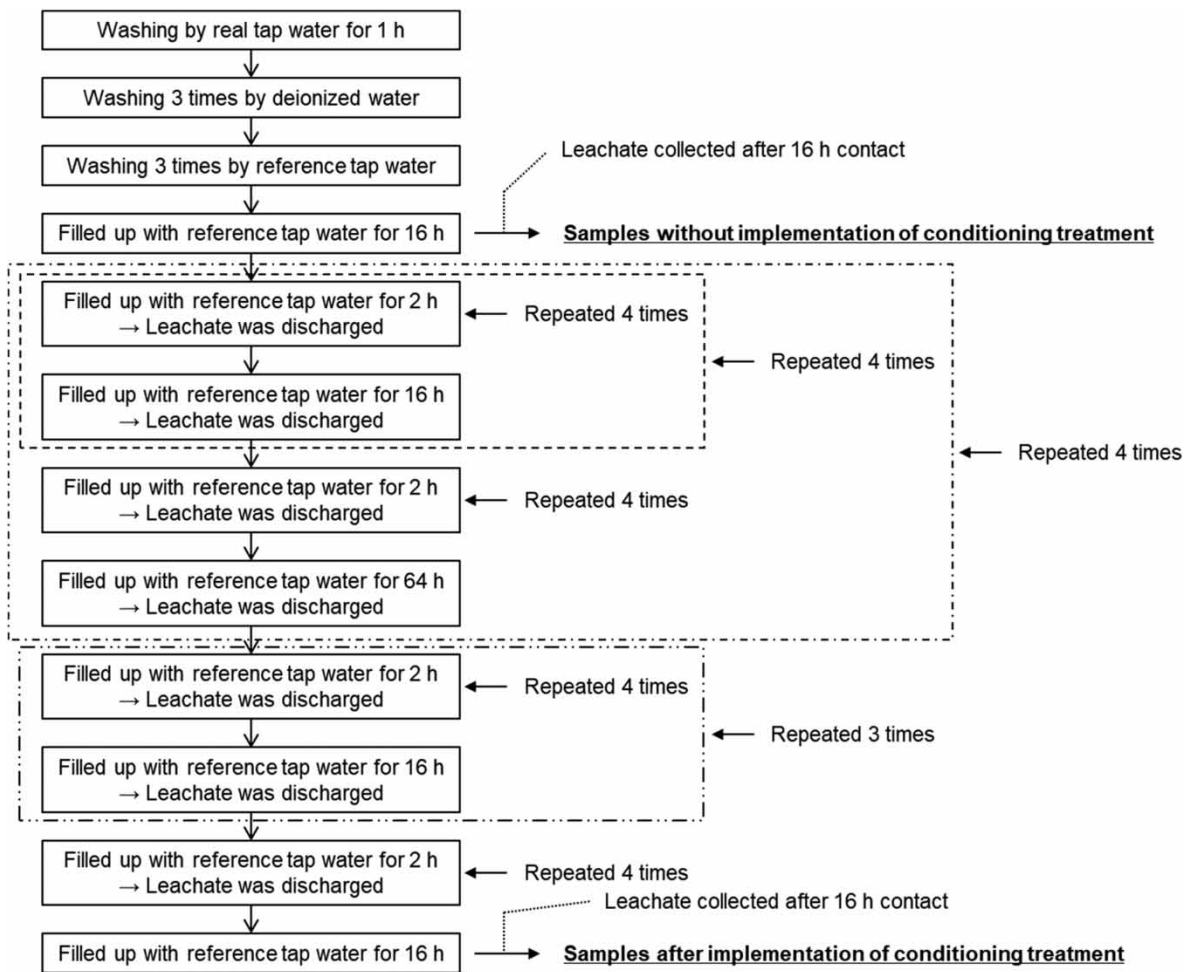 Washing by real tap water for 1 h
Washing 3 times by deionized water
Washing 3 times by reference tap water
Leachate collected after 16 h contact
Filled up with reference tap water for 16 h
Samples without implementation of conditioning treatment
Filled up with reference tap water for 2 h
→ Leachate was discharged
Repeated 4 times
Repeated 4 times
Filled up with reference tap water for 16 h
→ Leachate was discharged
Repeated 4 times
Filled up with reference tap water for 2 h
→ Leachate was discharged
Repeated 4 times
Filled up with reference tap water for 64 h
→ Leachate was discharged
Filled up with reference tap water for 2 h
→ Leachate was discharged
Repeated 4 times
Repeated 3 times
Filled up with reference tap water for 16 h
→ Leachate was discharged
Filled up with reference tap water for 2 h
→ Leachate was discharged
Repeated 4 times
Leachate collected after 16 h contact
Filled up with reference tap water for 16 h
Samples after implementation of conditioning treatment